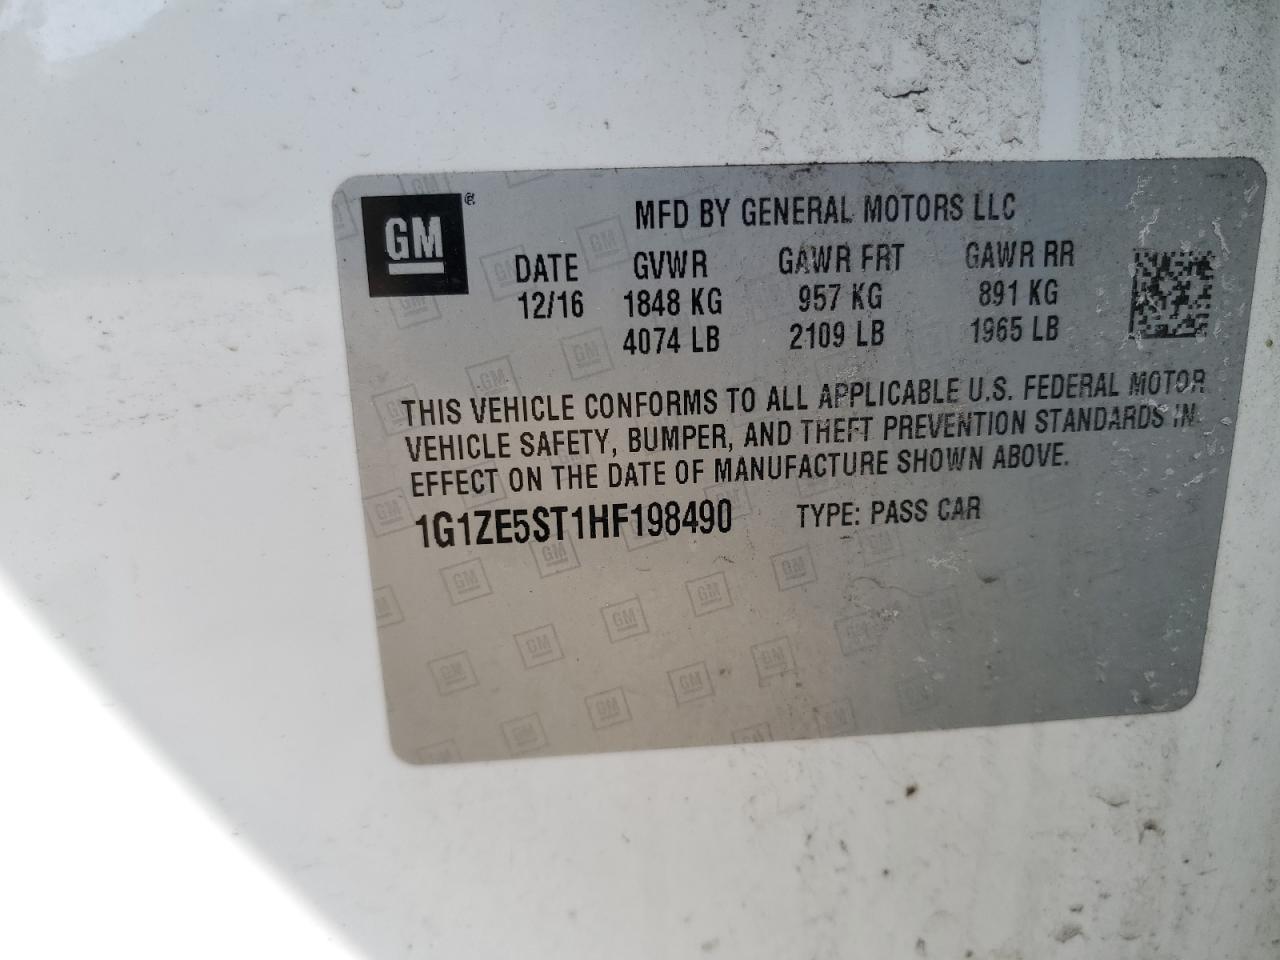 GM
MFD BY GENERAL MOTORS LLC
DATE GVWR GAWR FRT GAWR RR
12/16 1848 KG 957 KG 891 KG
4074 LB 2109 LB 1965 LB
THIS VEHICLE CONFORMS TO ALL APPLICABLE U.S. FEDERAL MOTOR
VEHICLE SAFETY, BUMPER, AND THEFT PREVENTION STANDARDS IN
EFFECT ON THE DATE OF MANUFACTURE SHOWN ABOVE.
1G1ZE5ST1HF198490 TYPE: PASS CAR